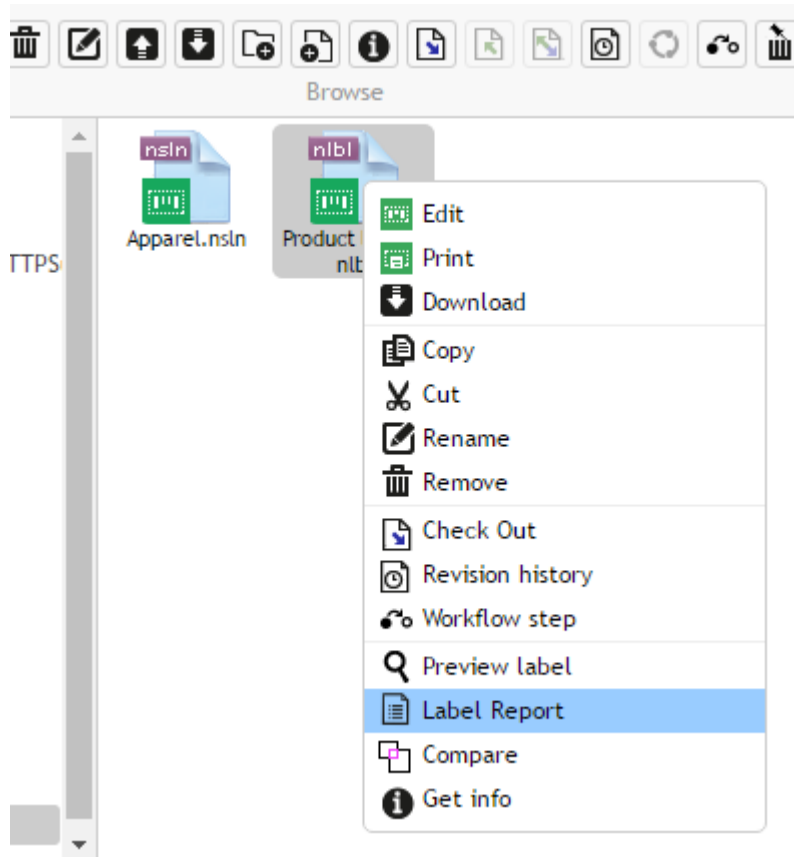 Browse
nsln
nlbl
Apparel.nsln
Product
TTPS
Edit
Print
Download
Copy
Cut
Rename
Remove
Check Out
Revision history
Workflow step
Preview label
Label Report
Compare
Get info